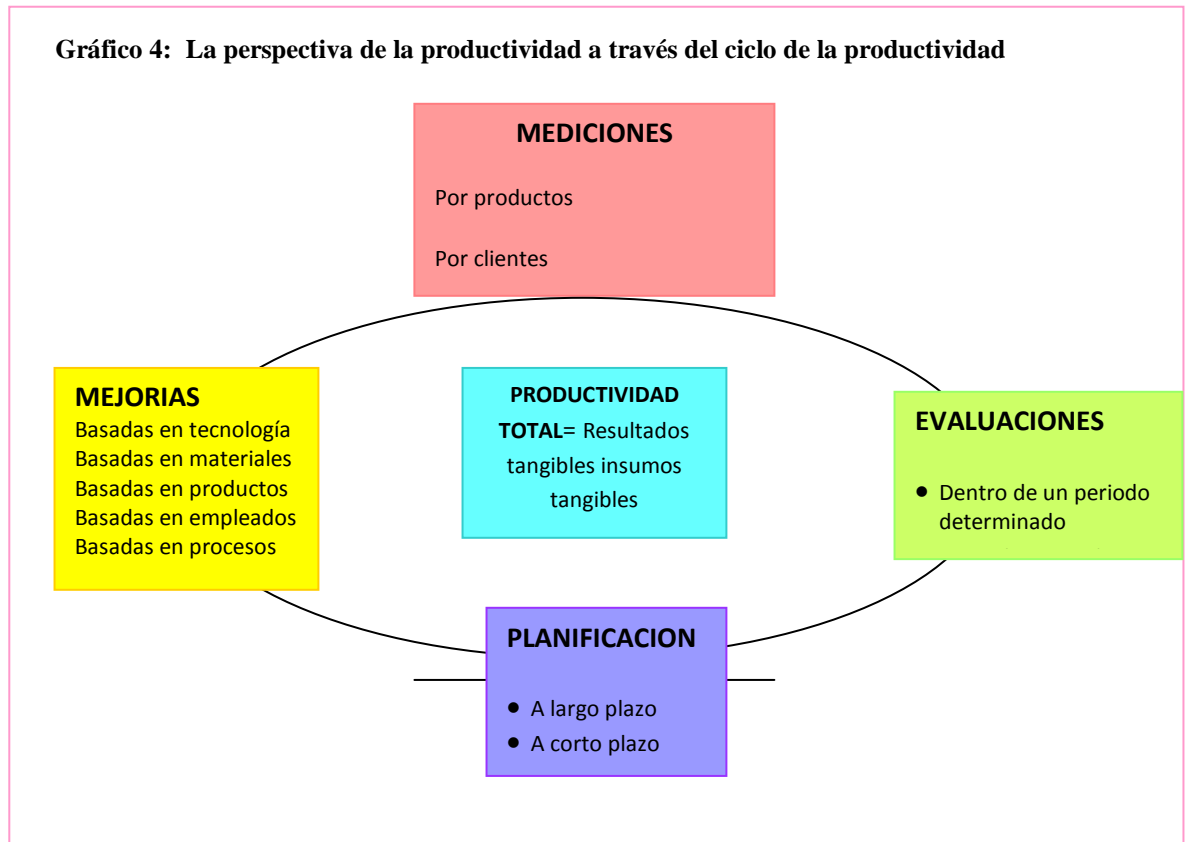 Gráfico 4: La perspectiva de la productividad a través del ciclo de la productividad
MEDICIONES
Por productos
Por clientes
MEJORIAS
Basadas en tecnología
Basadas en materiales
Basadas en productos
Basadas en empleados
Basadas en procesos
PRODUCTIVIDAD
TOTAL= Resultados
tangibles insumos
tangibles
EVALUACIONES
• Dentro de un periodo
determinado
PLANIFICACION
• A largo plazo
• A corto plazo